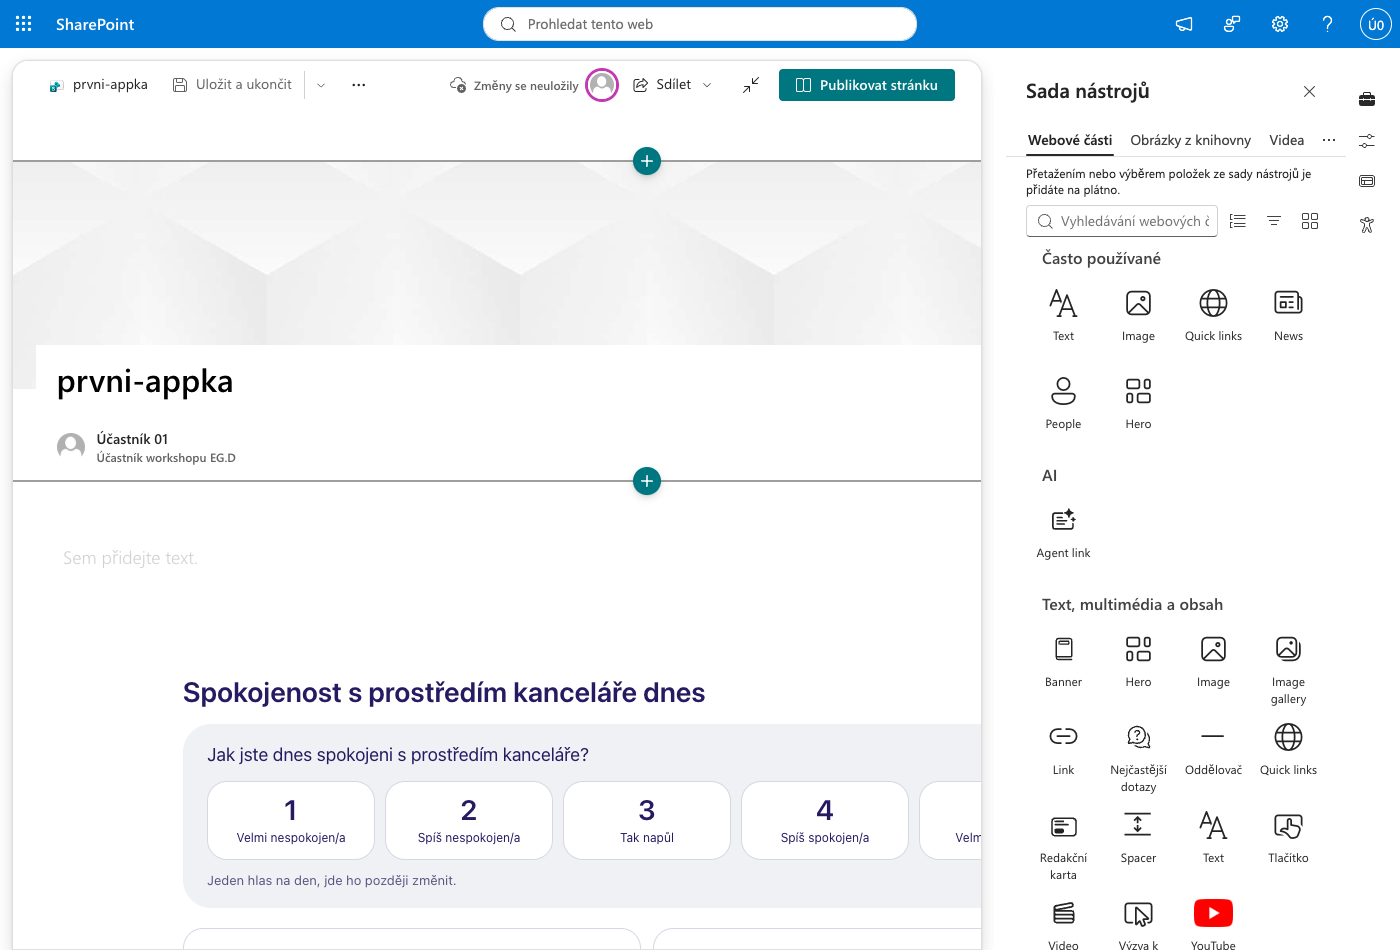 SharePoint
Prohledat tento web
Ú0
prvni-appka
Uložit a ukončit
Změny se neuložily
Sdílet
Publikovat stránku
prvni-appka
Účastník 01
Účastník workshopu EG.D
Sem přidejte text.
Spokojenost s prostředím kanceláře dnes
Jak jste dnes spokojeni s prostředím kanceláře?
1
Velmi nespokojen/a
2
Spíš nespokojen/a
3
Tak napůl
4
Spíš spokojen/a
Velm
Jeden hlas na den, jde ho později změnit.
Sada nástrojů
Webové části
Obrázky z knihovny
Videa
Přetažením nebo výběrem položek ze sady nástrojů je
přidáte na plátno.
Vyhledávání webových č
Často používané
Text
Image
Quick links
News
People
Hero
AI
Agent link
Text, multimédia a obsah
Banner
Hero
Image
Image
gallery
Link
Nejčastější
dotazy
Oddělovač
Quick links
Redakční
karta
Spacer
Text
Tlačítko
Video
Výzva k
YouTube